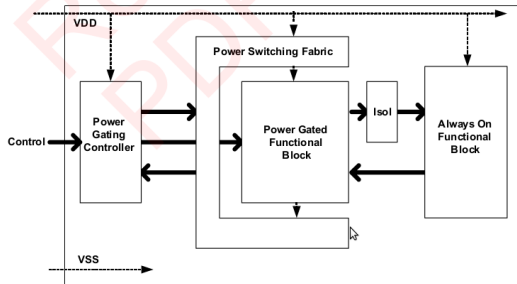 VDD
Power Switching Fabric
Power
Gating
Controller
Control
Power Gated
Functional
Block
Isol
Always On
Functional
Block
VSS